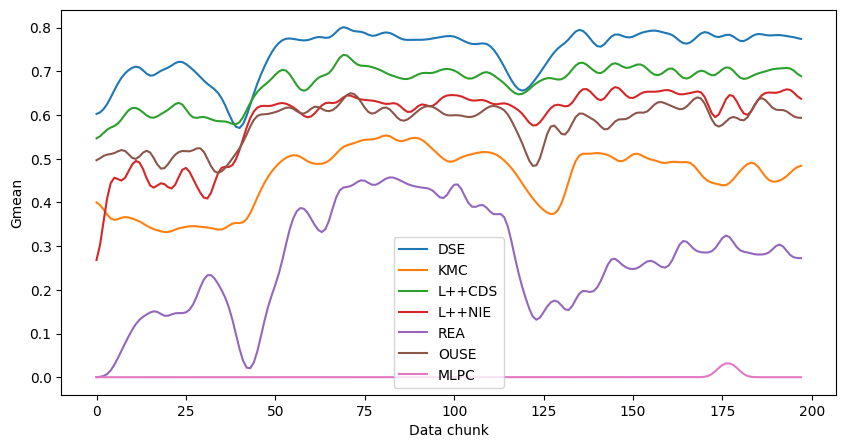 Gmean
0.8
0.7
0.6
0.5
0.4
0.3
0.2
0.1
0.0
DSE
KMC
L++CDS
L++NIE
REA
OUSE
MLPC
0 25 50 75 100 125 150 175 200
Data chunk